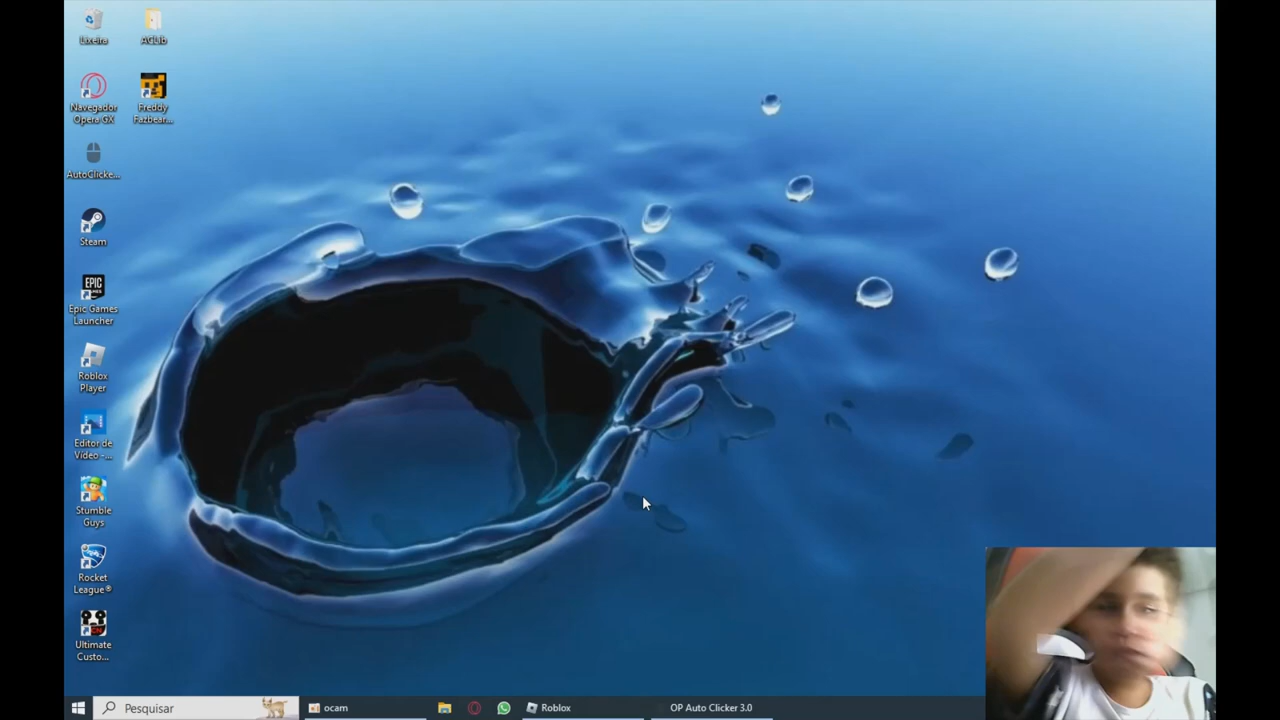 Lixeira
AGLib
Navegador
Opera GX
Freddy
Fazbear...
AutoClicke...
Steam
EPIC
GAMES
Epic Games
Launcher
Roblox
Player
Editor de
Vídeo - ...
Stumble
Guys
Rocket
League®
Ultimate
Custo...
Pesquisar
ocam
Roblox
OP Auto Clicker 3.0